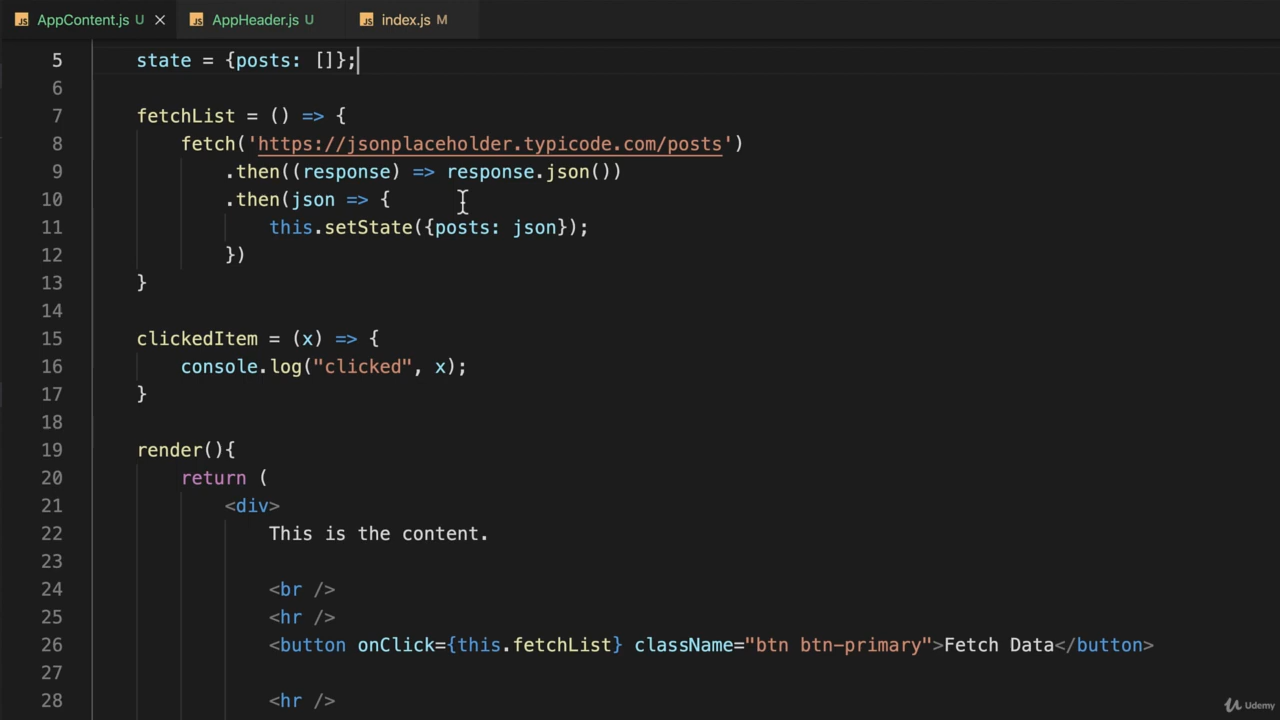 AppContent.js U
AppHeader.js U
index.js M
5 state = {posts: []};
6
7 fetchList = () => {
8 fetch('https://jsonplaceholder.typicode.com/posts')
9 .then((response) => response.json())
10 .then(json => {
11 this.setState({posts: json});
12 })
13 }
14
15 clickedItem = (x) => {
16 console.log("clicked", x);
17 }
18
19 render(){
20 return (
21 <div>
22 This is the content.
23
24 <br />
25 <hr />
26 <button onClick={this.fetchList} className="btn btn-primary">Fetch Data</button>
27
28 <hr />
Udemy